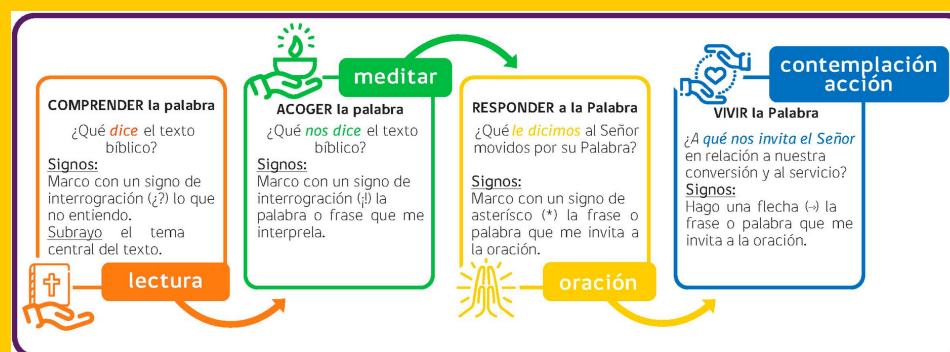 COMPRENDER la palabra
¿Qué dice el texto
bíblico?
Signos:
Marco con un signo de
interrogración (¿?) lo que
no entiendo.
Subrayo el tema
central del texto.
lectura
meditar
ACOGER la palabra
¿Qué nos dice el texto
bíblico?
Signos:
Marco con un signo de
interrogración (¡!) la
palabra o frase que me
interprela.
RESPONDER a la Palabra
¿Qué le dicimos al Señor
movidos por su Palabra?
Signos:
Marco con un signo de
asterísco (*) la frase o
palabra que me invita a
la oración.
oración
contemplación
acción
VIVIR la Palabra
¿A qué nos invita el Señor
en relación a nuestra
conversión y al servicio?
Signos:
Hago una flecha (→) la
frase o palabra que me
invita a la oración.